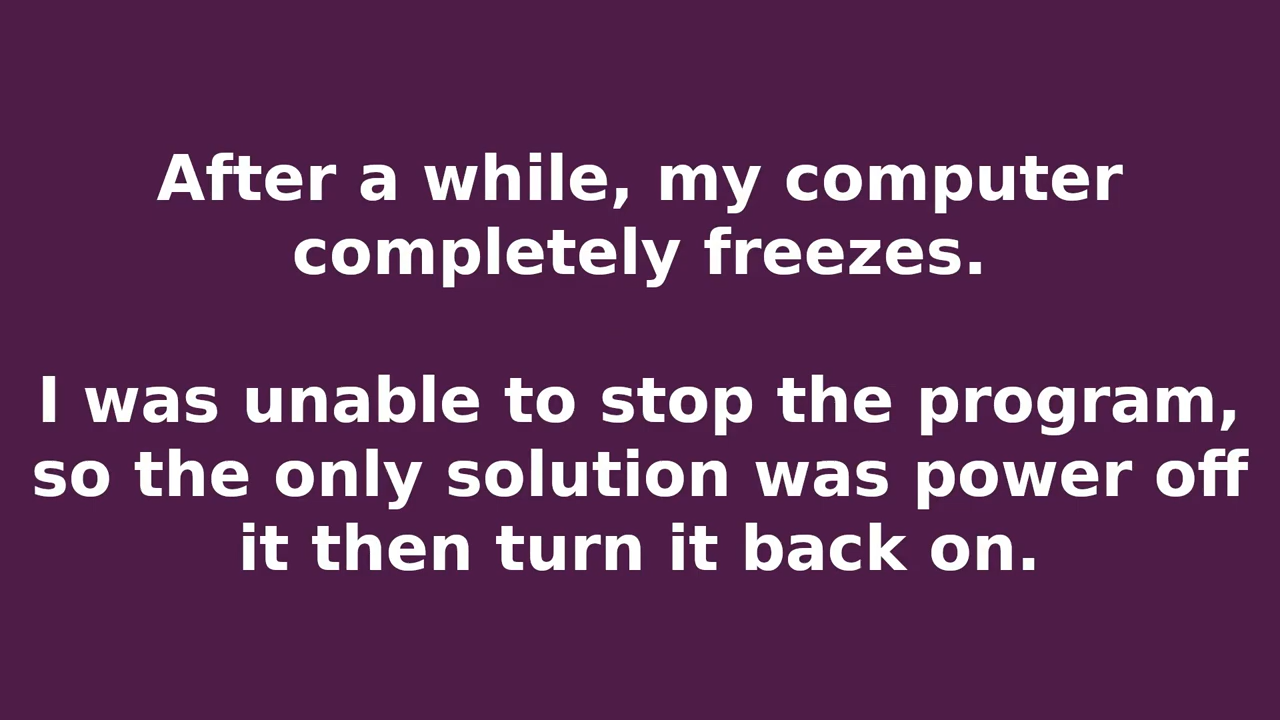 After a while, my computer
completely freezes.
I was unable to stop the program,
so the only solution was power off
it then turn it back on.